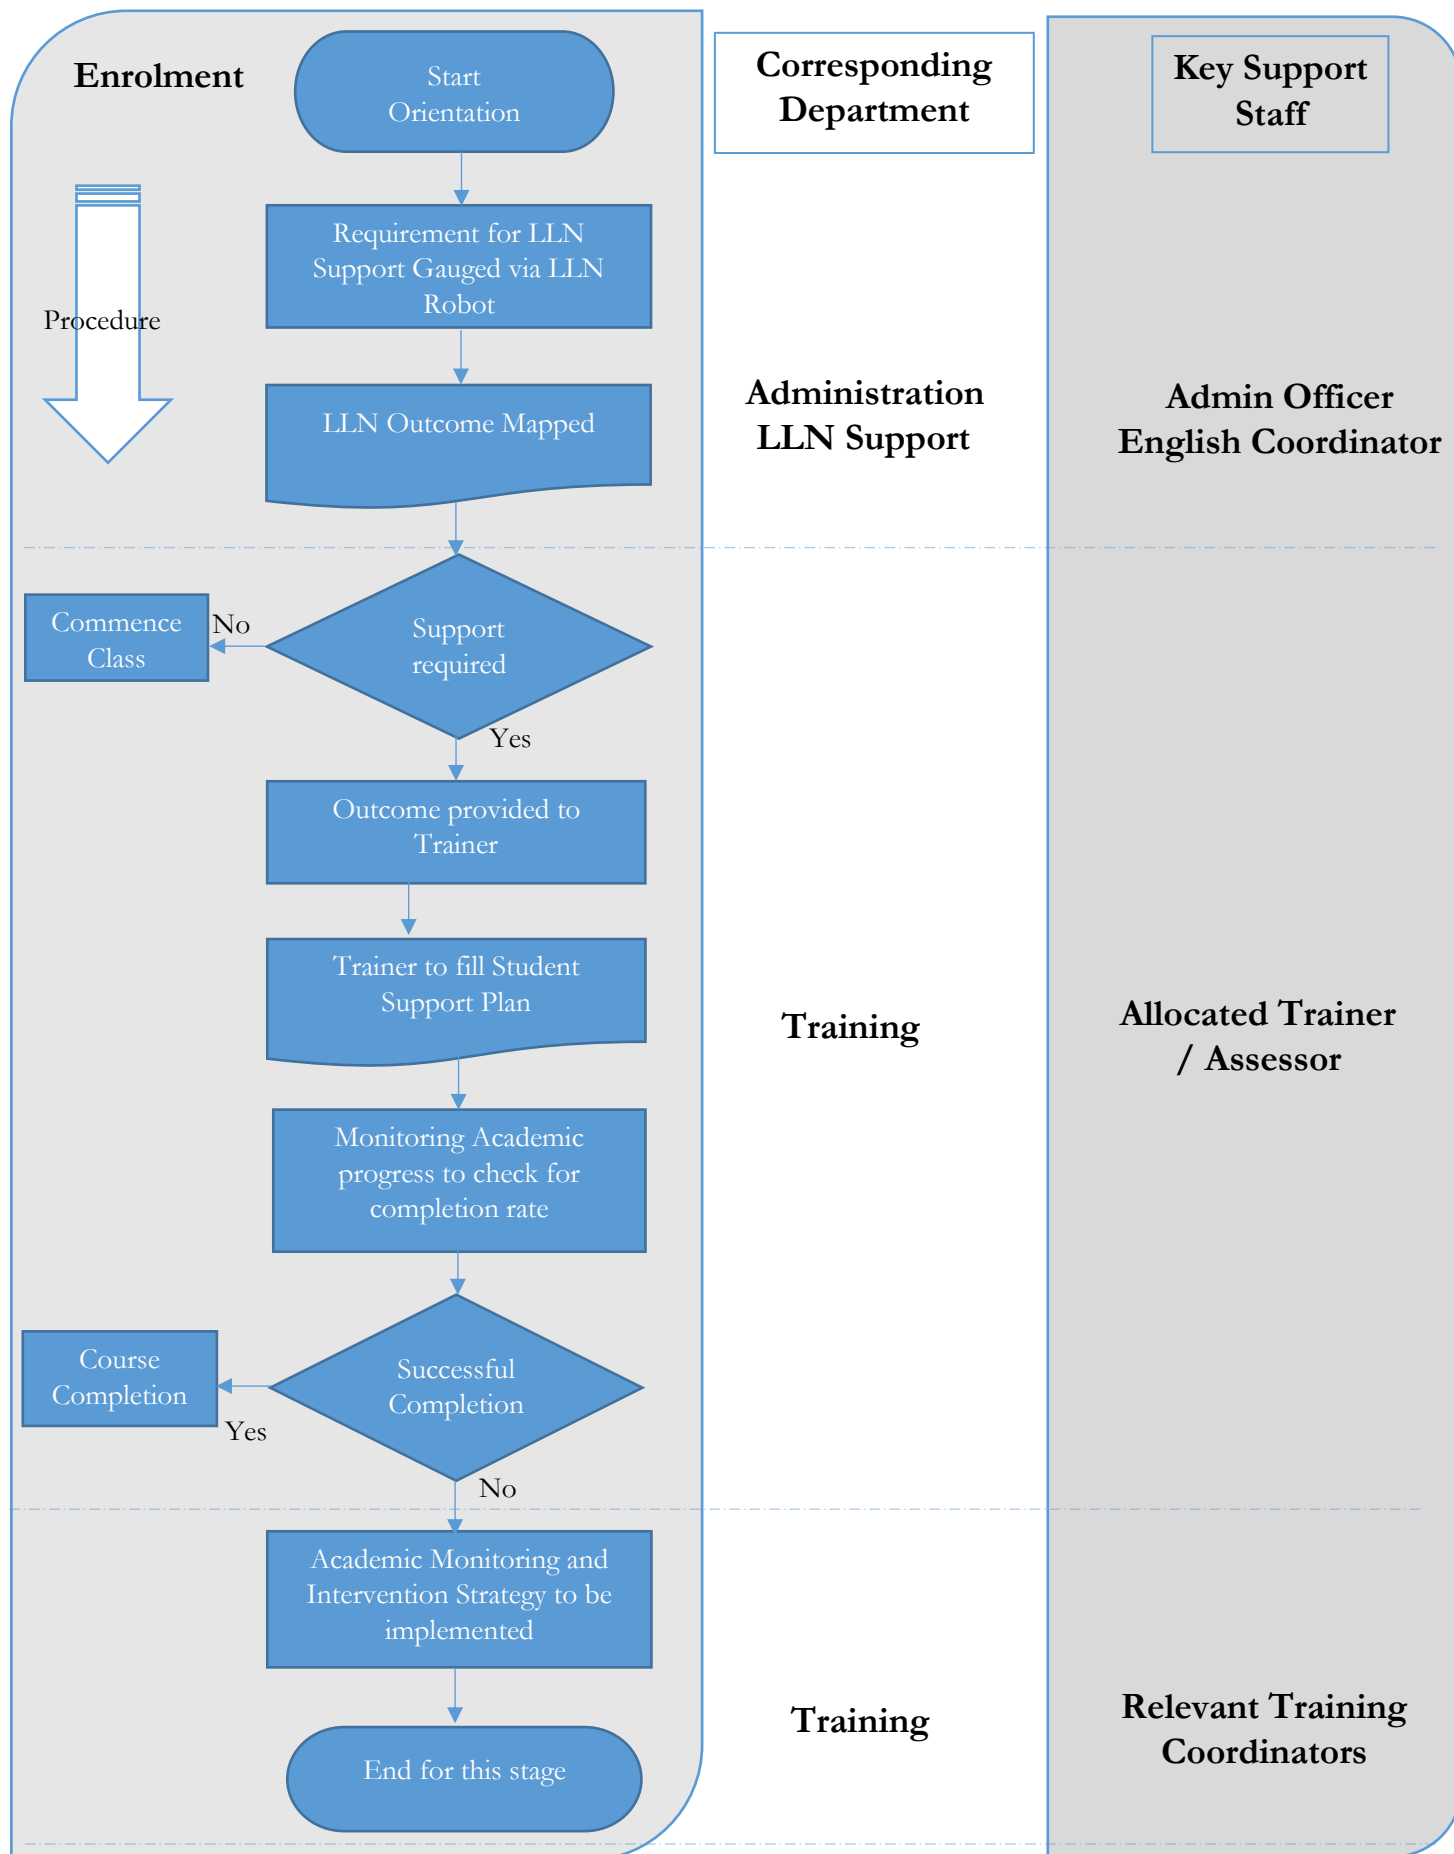 Enrolment
Start
Orientation
Corresponding
Department
Key Support
Staff
Procedure
Requirement for LLN
Support Gauged via LLN
Robot
LLN Outcome Mapped
Administration
LLN Support
Admin Officer
English Coordinator
Commence
Class
No
Support
required
Yes
Outcome provided to
Trainer
Trainer to fill Student
Support Plan
Training
Allocated Trainer
/ Assessor
Monitoring Academic
progress to check for
completion rate
Course
Completion
Yes
Successful
Completion
No
Academic Monitoring and
Intervention Strategy to be
implemented
Training
Relevant Training
Coordinators
End for this stage